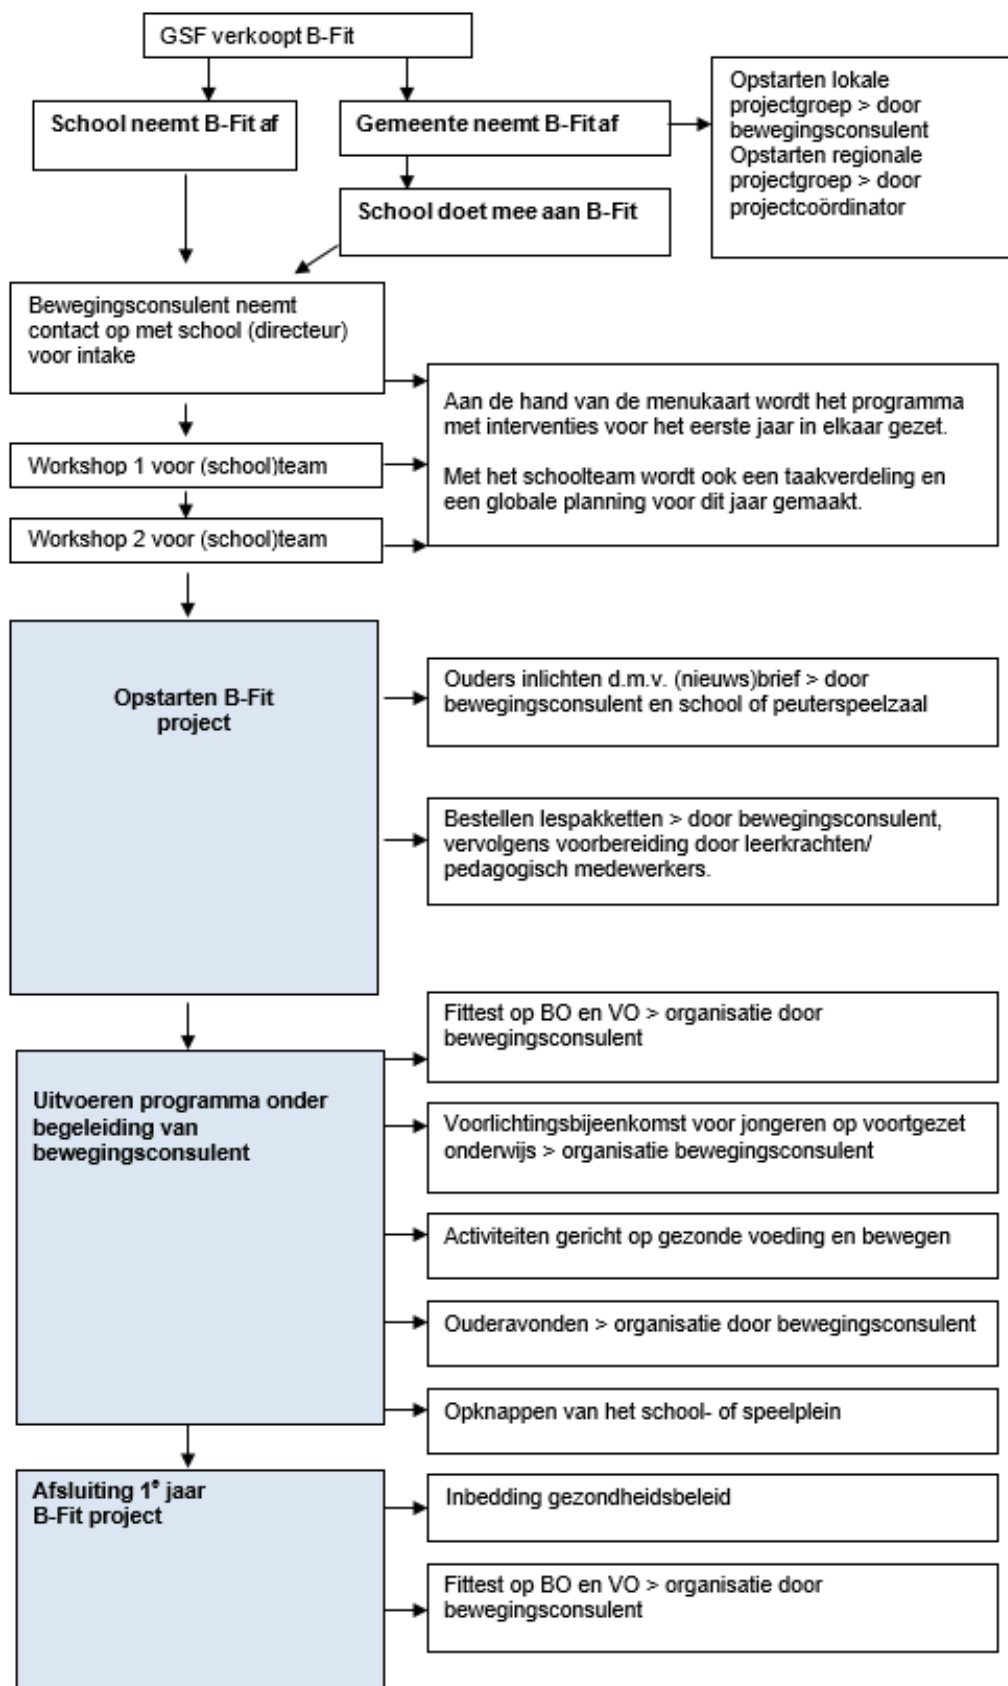 GSF verkoopt B-Fit
School neemt B-Fit af
Gemeente neemt B-Fit af
Opstarten lokale
projectgroep > door
bewegingsconsulent
Opstarten regionale
projectgroep > door
projectcoördinator
School doet mee aan B-Fit
Bewegingsconsulent neemt
contact op met school (directeur)
voor intake
Aan de hand van de menukaart wordt het programma
met interventies voor het eerste jaar in elkaar gezet.
Met het schoolteam wordt ook een taakverdeling en
een globale planning voor dit jaar gemaakt.
Workshop 1 voor (school)team
Workshop 2 voor (school)team
Opstarten B-Fit
project
Ouders inlichten d.m.v. (nieuws)brief > door
bewegingsconsulent en school of peuterspeelzaal
Bestellen lespakketten > door bewegingsconsulent,
vervolgens voorbereiding door leerkrachten/
pedagogisch medewerkers.
Uitvoeren programma onder
begeleiding van
bewegingsconsulent
Fittest op BO en VO > organisatie door
bewegingsconsulent
Voorlichtingsbijeenkomst voor jongeren op voortgezet
onderwijs > organisatie bewegingsconsulent
Activiteiten gericht op gezonde voeding en bewegen
Ouderavonden > organisatie door bewegingsconsulent
Opknappen van het school- of speelplein
Afsluiting 1e jaar
B-Fit project
Inbedding gezondheidsbeleid
Fittest op BO en VO > organisatie door
bewegingsconsulent